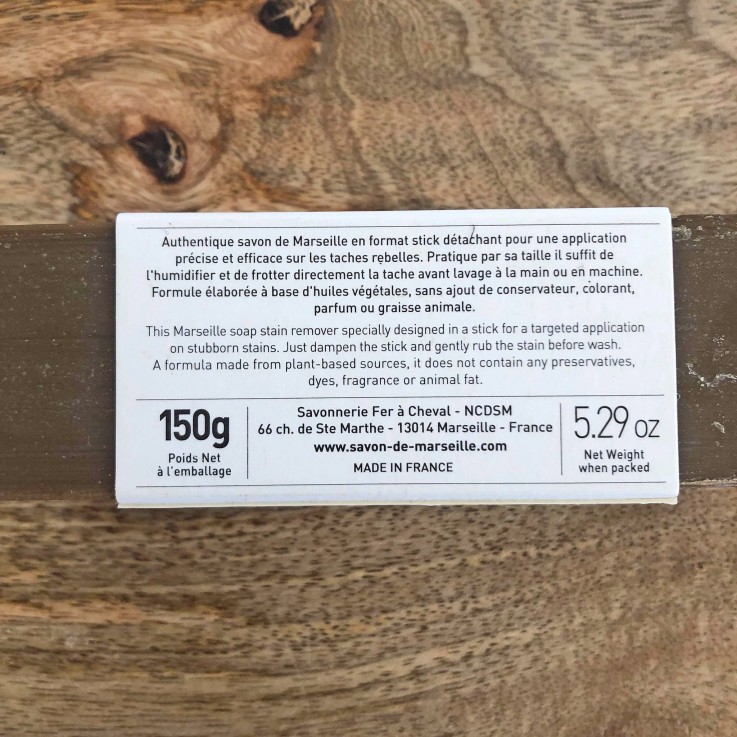 Authentique savon de Marseille en format stick détachant pour une application
précise et efficace sur les taches rebelles. Pratique par sa taille il suffit de
l'humidifier et de frotter directement la tache avant lavage à la main ou en machine.
Formule élaborée à base d'huiles végétales, sans ajout de conservateur, colorant,
parfum ou graisse animale.
This Marseille soap stain remover specially designed in a stick for a targeted application
on stubborn stains. Just dampen the stick and gently rub the stain before wash.
A formula made from plant-based sources, it does not contain any preservatives,
dyes, fragrance or animal fat.
150g
Poids Net
à l'emballage
Savonnerie Fer à Cheval - NCDSM
66 ch. de Ste Marthe - 13014 Marseille - France
www.savon-de-marseille.com
MADE IN FRANCE
5.29 oz
Net Weight
when packed